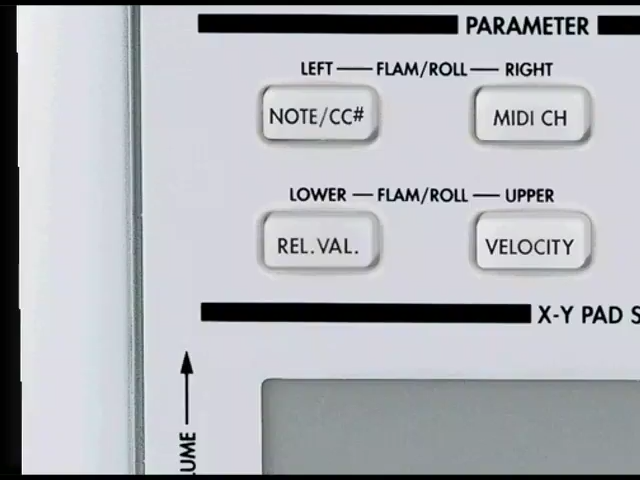 PARAMETER
LEFT — FLAM/ROLL — RIGHT
NOTE/CC# MIDI CH
LOWER — FLAM/ROLL — UPPER
REL.VAL. VELOCITY
X-Y PAD S
UME